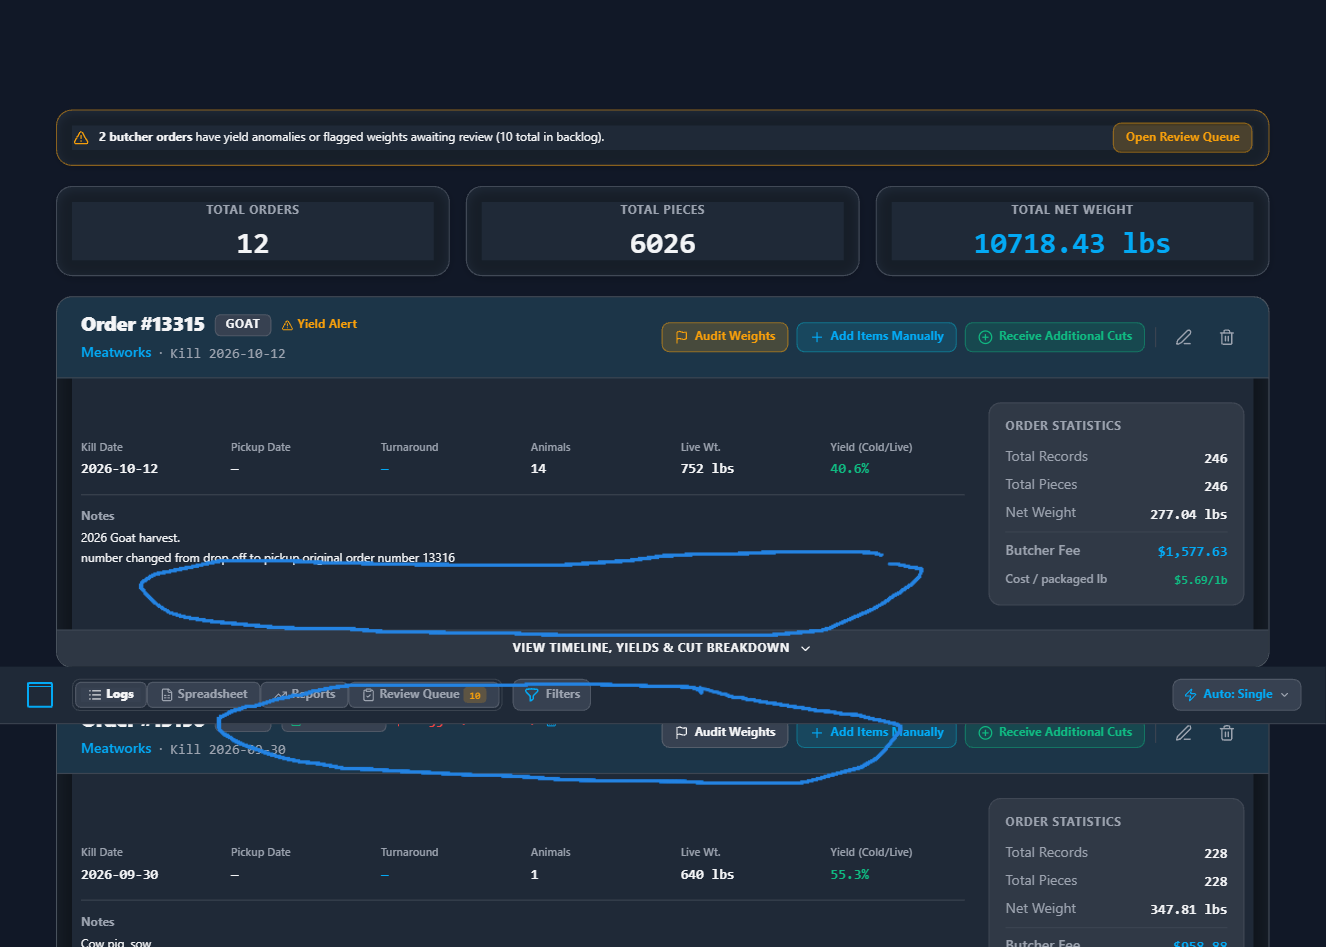 2 butcher orders have yield anomalies or flagged weights awaiting review (10 total in backlog).
Open Review Queue
TOTAL ORDERS
12
TOTAL PIECES
6026
TOTAL NET WEIGHT
10718.43 lbs
Order #13315 GOAT Yield Alert
Meatworks · Kill 2026-10-12
Audit Weights
Add Items Manually
Receive Additional Cuts
Kill Date
2026-10-12
Pickup Date
—
Turnaround
—
Animals
14
Live Wt.
752 lbs
Yield (Cold/Live)
40.6%
Notes
2026 Goat harvest.
number changed from drop off to pickup original order number 13316
ORDER STATISTICS
Total Records 246
Total Pieces 246
Net Weight 277.04 lbs
Butcher Fee $1,577.63
Cost / packaged lb $5.69/lb
VIEW TIMELINE, YIELDS & CUT BREAKDOWN
Logs
Spreadsheet
Reports
Review Queue 10
Filters
Auto: Single
Order
Meatworks · Kill 2026-09-30
Audit Weights
Add Items Manually
Receive Additional Cuts
Kill Date
2026-09-30
Pickup Date
—
Turnaround
—
Animals
1
Live Wt.
640 lbs
Yield (Cold/Live)
55.3%
Notes
Cow pig, sow
ORDER STATISTICS
Total Records 228
Total Pieces 228
Net Weight 347.81 lbs
Butcher Fee $958.88